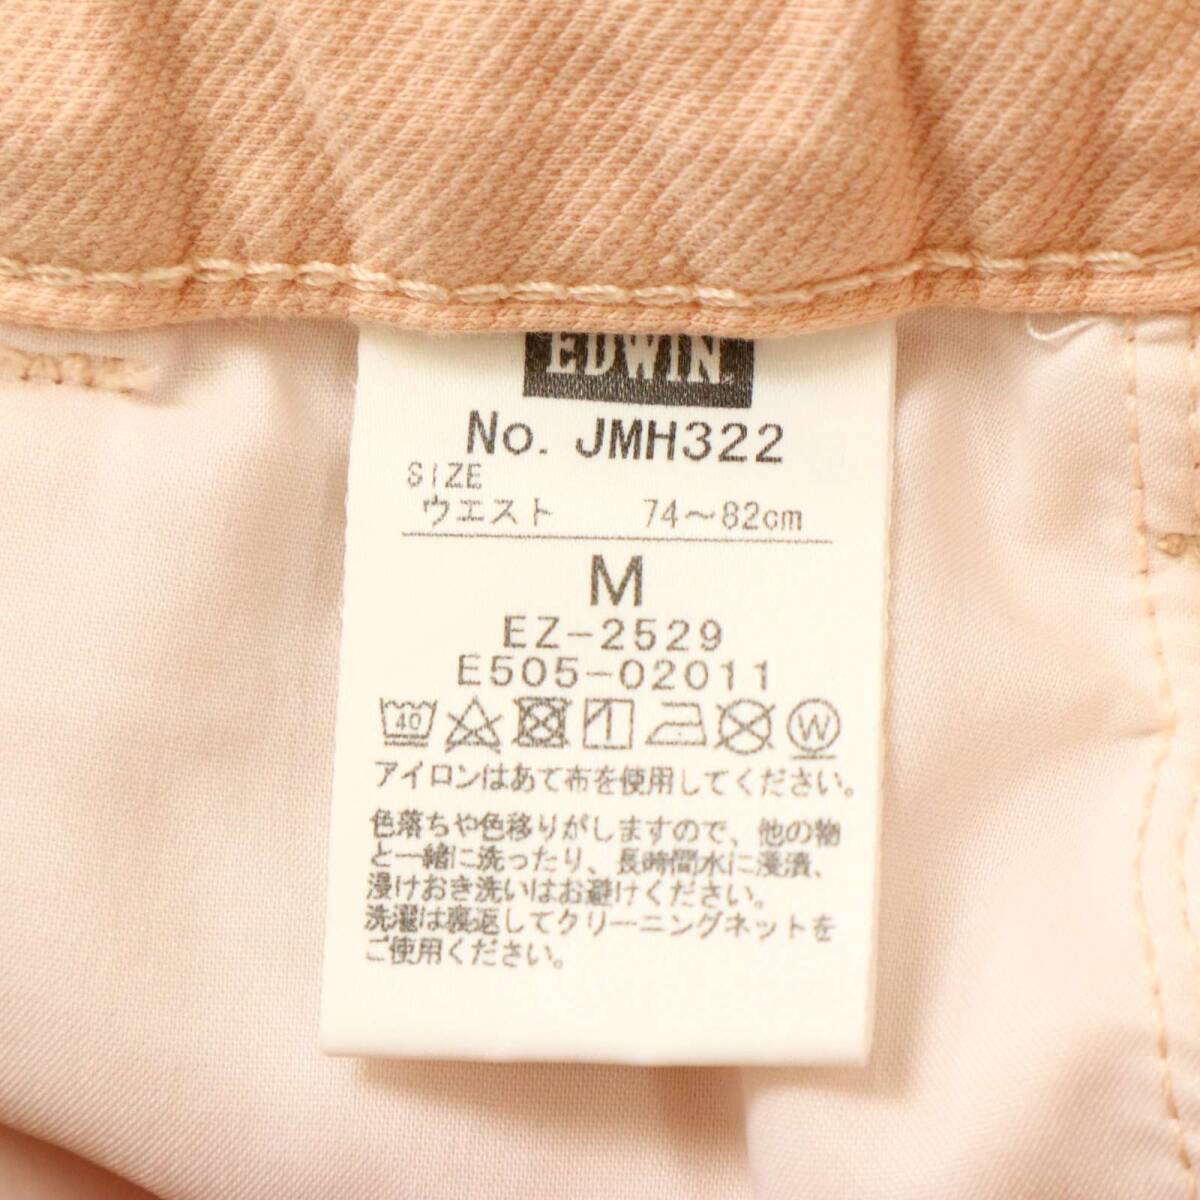 EDWIN
No. JMH322
SIZE
ウエスト 74～82cm
M
EZ-2529
E505-02011
40 W
アイロンはあて布を使用してください。
色落ちや色移りがしますので、他の物
と一緒に洗ったり、長時間水に浸漬、
浸けおき洗いはお避けください。
洗濯は裏返してクリーニングネットを
ご使用ください。